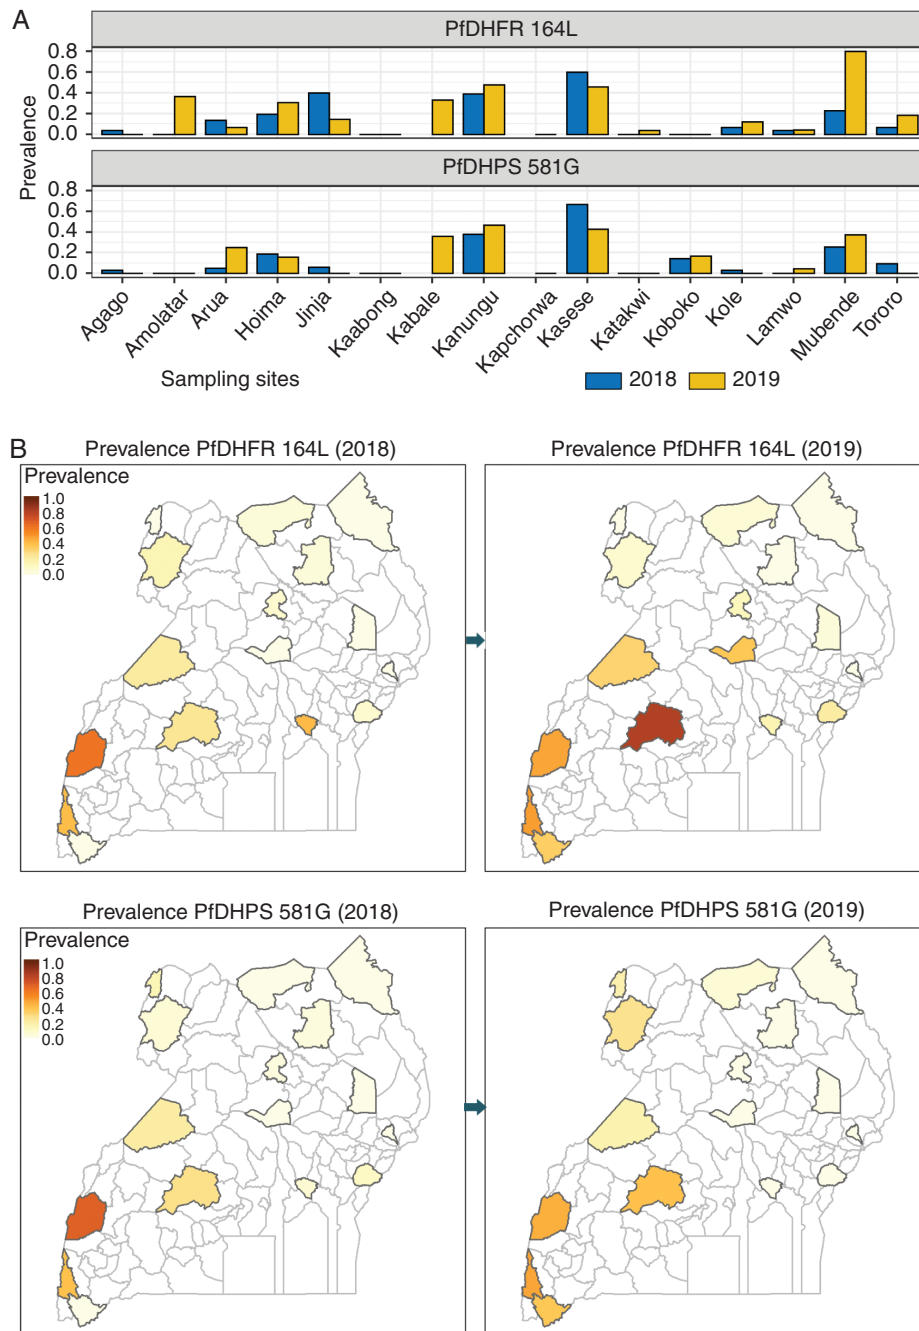 A
PfDHFR 164L
0.8
0.6
0.4
0.2
0.0
Prevalence
PfDHPS 581G
0.8
0.6
0.4
0.2
0.0
Agago
Amolatar
Arua
Hoima
Jinja
Kaabong
Kabale
Kanungu
Kapchorwa
Kasese
Katakwi
Koboko
Kole
Lamwo
Mubende
Tororo
Sampling sites
2018
2019
B
Prevalence PfDHFR 164L (2018)
Prevalence PfDHFR 164L (2019)
Prevalence
1.0
0.8
0.6
0.4
0.2
0.0
Prevalence PfDHPS 581G (2018)
Prevalence PfDHPS 581G (2019)
Prevalence
1.0
0.8
0.6
0.4
0.2
0.0